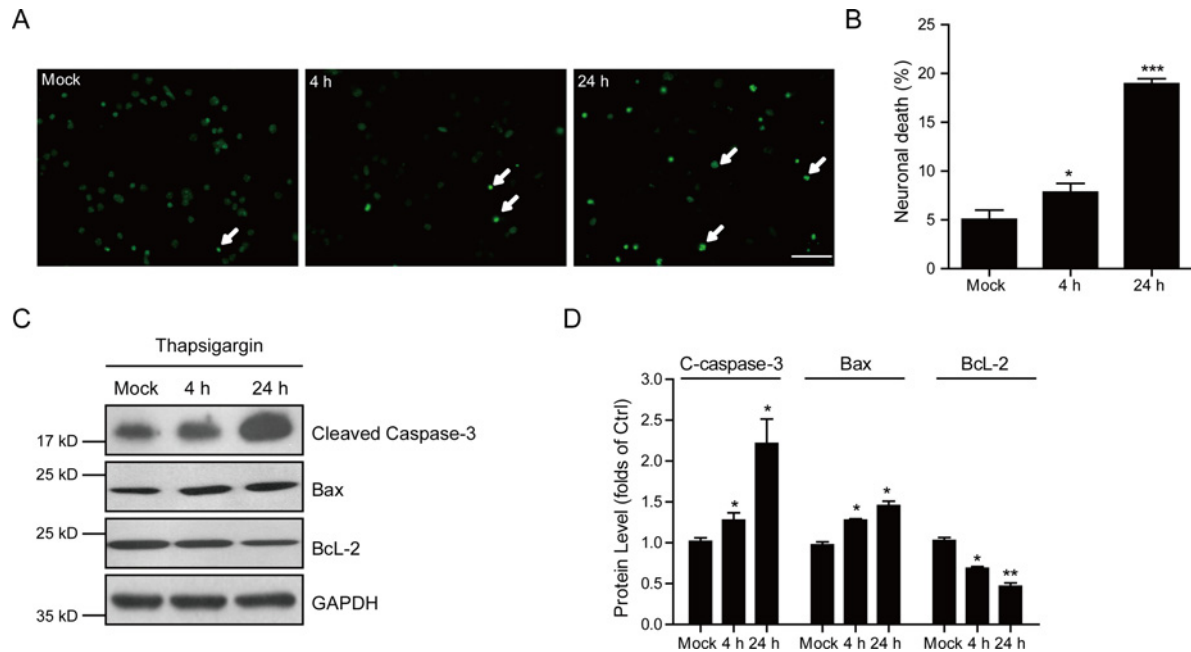 A
Mock
4 h
24 h
B
Neuronal death (%)
25
20
15
10
5
0
*
***
Mock 4 h 24 h
C
Thapsigargin
Mock 4 h 24 h
17 kD
Cleaved Caspase-3
25 kD
Bax
25 kD
BcL-2
35 kD
GAPDH
D
C-caspase-3 Bax BcL-2
Protein Level (folds of Ctrl)
3.0
2.5
2.0
1.5
1.0
0.5
0.0
* * * * * **
Mock 4 h 24 h Mock 4 h 24 h Mock 4 h 24 h